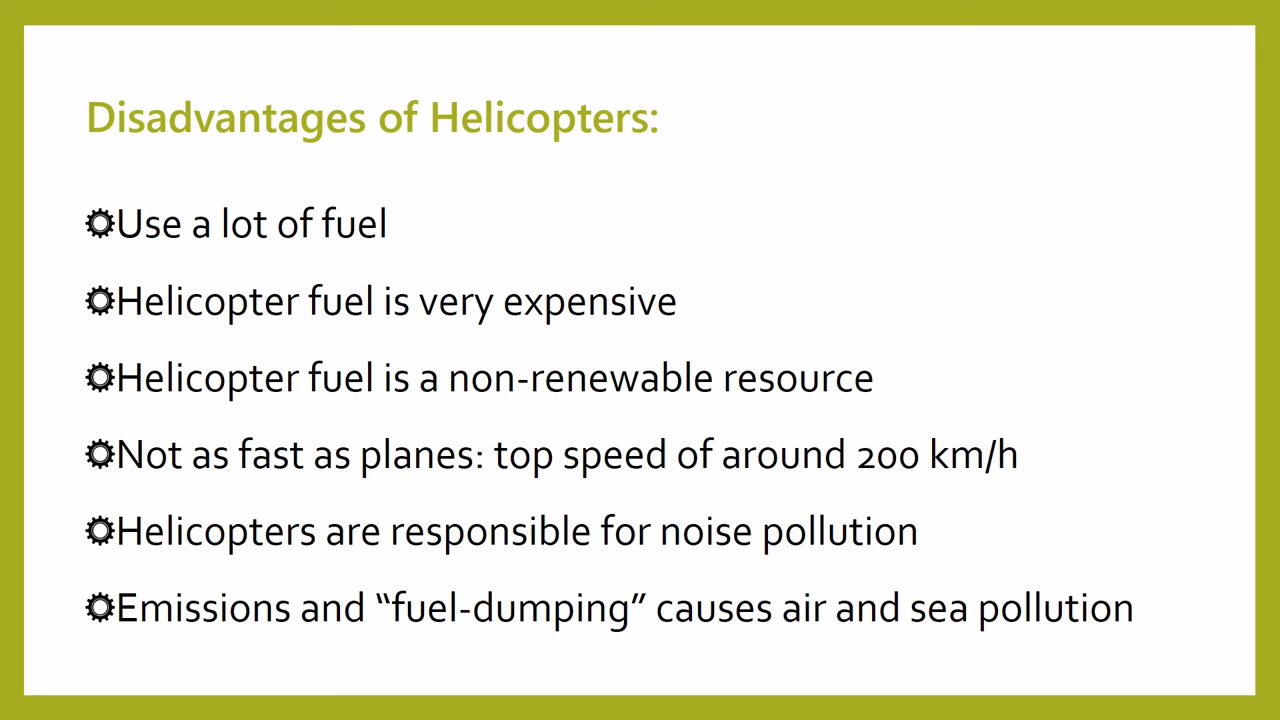 Disadvantages of Helicopters:
Use a lot of fuel
Helicopter fuel is very expensive
Helicopter fuel is a non-renewable resource
Not as fast as planes: top speed of around 200 km/h
Helicopters are responsible for noise pollution
Emissions and “fuel-dumping” causes air and sea pollution